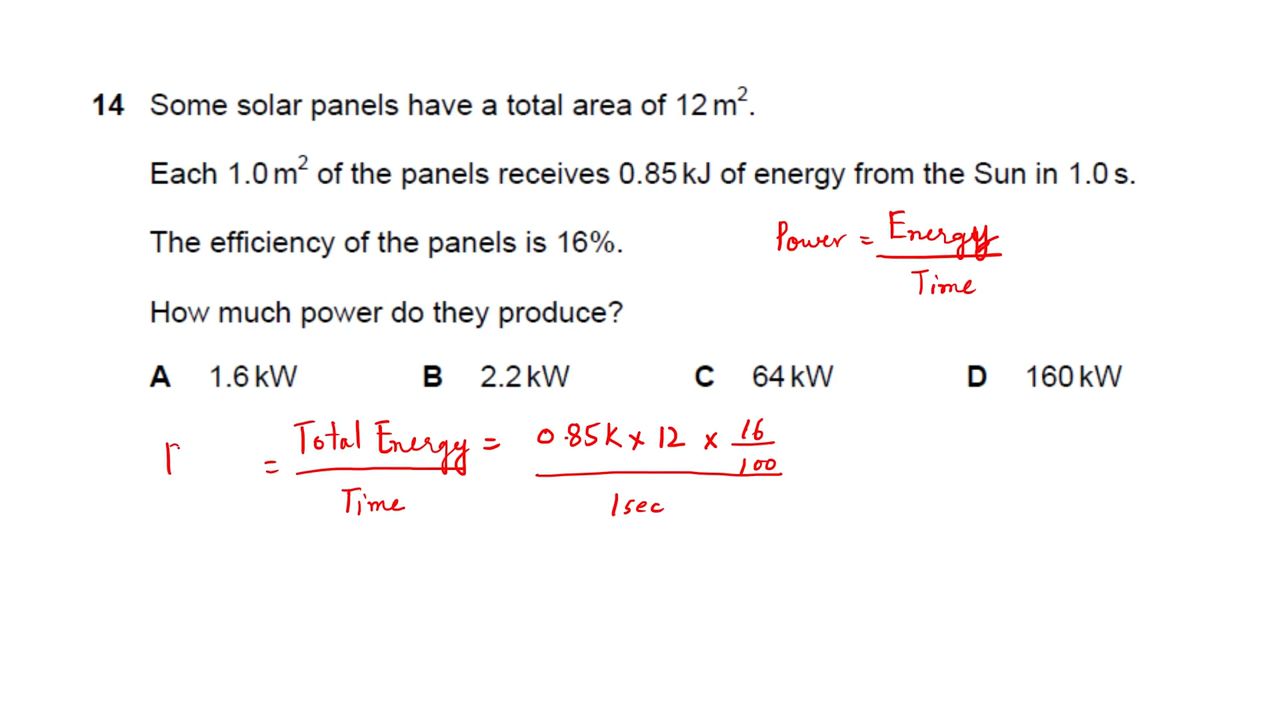 14 Some solar panels have a total area of 12 m².
Each 1.0 m² of the panels receives 0.85 kJ of energy from the Sun in 1.0 s.
The efficiency of the panels is 16%.
Power = Energy / Time
How much power do they produce?
A 1.6 kW B 2.2 kW C 64 kW D 160 kW
= Total Energy / Time = 0.85K × 12 × 16/100 / 1sec